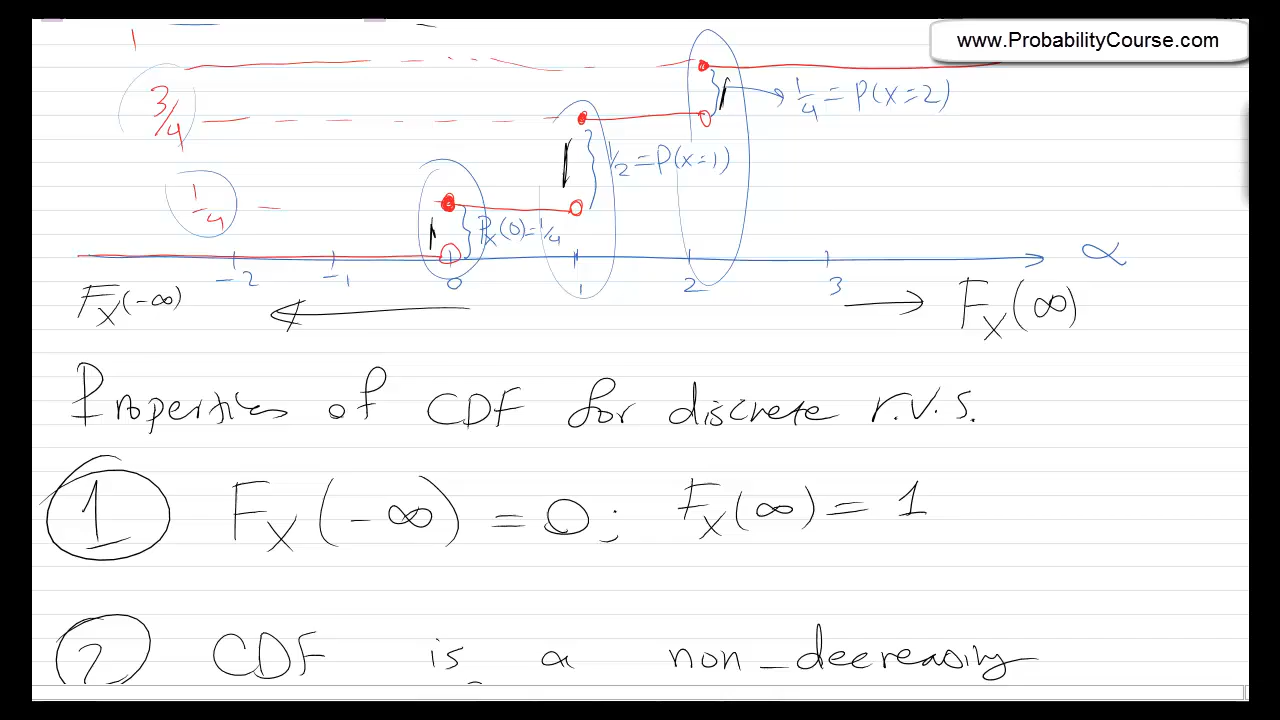 www.ProbabilityCourse.com
1
3/4
1/4 = P(X=2)
1/2 = P(X=1)
1/4
P_X(0) = 1/4
-2 -1 0 1 2 3 x
F_X(-∞) F_X(∞)
Properties of CDF for discrete r.v.s.
1 F_X(-∞) = 0; F_X(∞) = 1
2 CDF is a non-decreasing